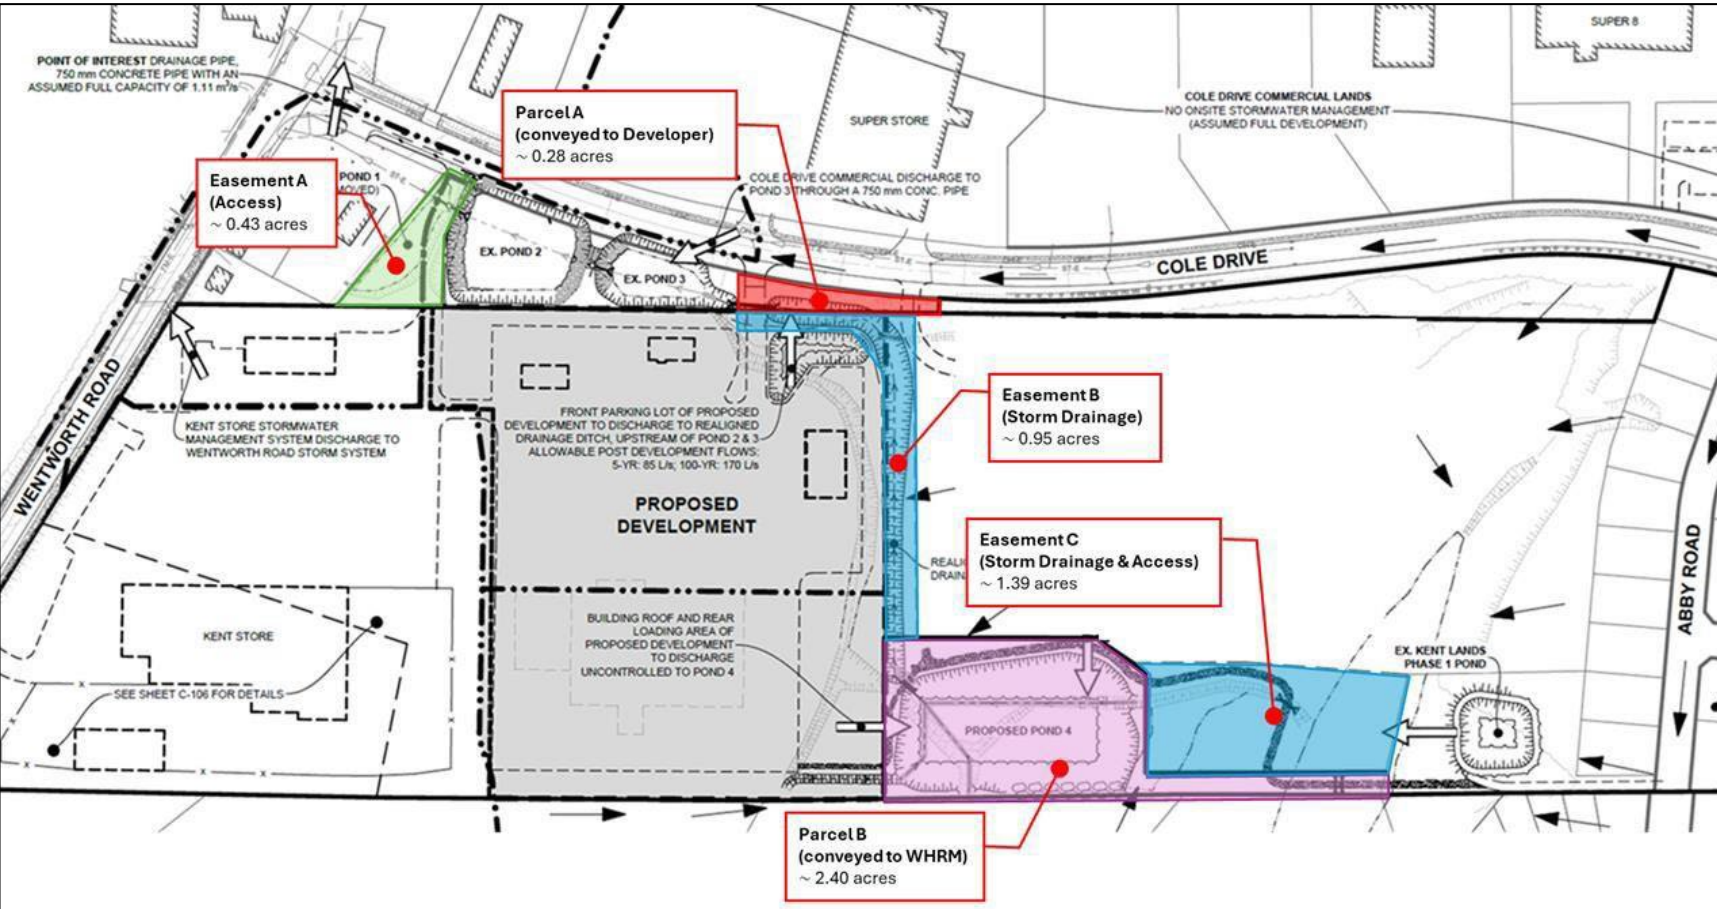 SUPER 8
POINT OF INTEREST DRAINAGE PIPE,
750 mm CONCRETE PIPE WITH AN
ASSUMED FULL CAPACITY OF 1.11 m³/s
Parcel A
(conveyed to Developer)
~ 0.28 acres
SUPER STORE
COLE DRIVE COMMERCIAL LANDS
NO ONSITE STORMWATER MANAGEMENT
(ASSUMED FULL DEVELOPMENT)
Easement A
(Access)
~ 0.43 acres
POND 1
COLE DRIVE COMMERCIAL DISCHARGE TO
POND 3 THROUGH A 750 mm CONC. PIPE
EX. POND 2
EX. POND 3
COLE DRIVE
WENTWORTH ROAD
KENT STORE STORMWATER
MANAGEMENT SYSTEM DISCHARGE TO
WENTWORTH ROAD STORM SYSTEM
FRONT PARKING LOT OF PROPOSED
DEVELOPMENT TO DISCHARGE TO REALIGNED
DRAINAGE DITCH, UPSTREAM OF POND 2 & 3
ALLOWABLE POST DEVELOPMENT FLOWS:
5-YR: 85 L/s; 100-YR: 170 L/s
Easement B
(Storm Drainage)
~ 0.95 acres
PROPOSED
DEVELOPMENT
Easement C
(Storm Drainage & Access)
~ 1.39 acres
ABBY ROAD
KENT STORE
BUILDING ROOF AND REAR
LOADING AREA OF
PROPOSED DEVELOPMENT
TO DISCHARGE
UNCONTROLLED TO POND 4
EX. KENT LANDS
PHASE 1 POND
SEE SHEET C-106 FOR DETAILS
PROPOSED POND 4
Parcel B
(conveyed to WHRM)
~ 2.40 acres